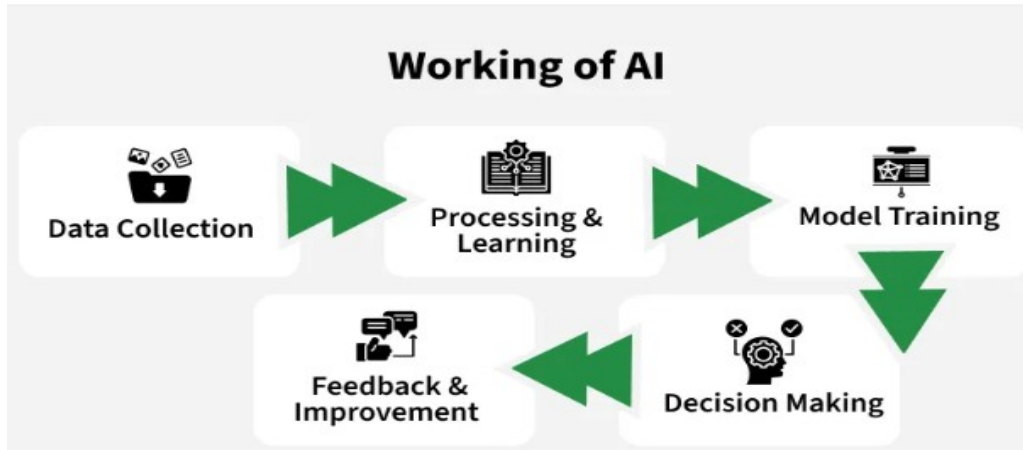 Working of AI
Data Collection
Processing &
Learning
Model Training
Decision Making
Feedback &
Improvement